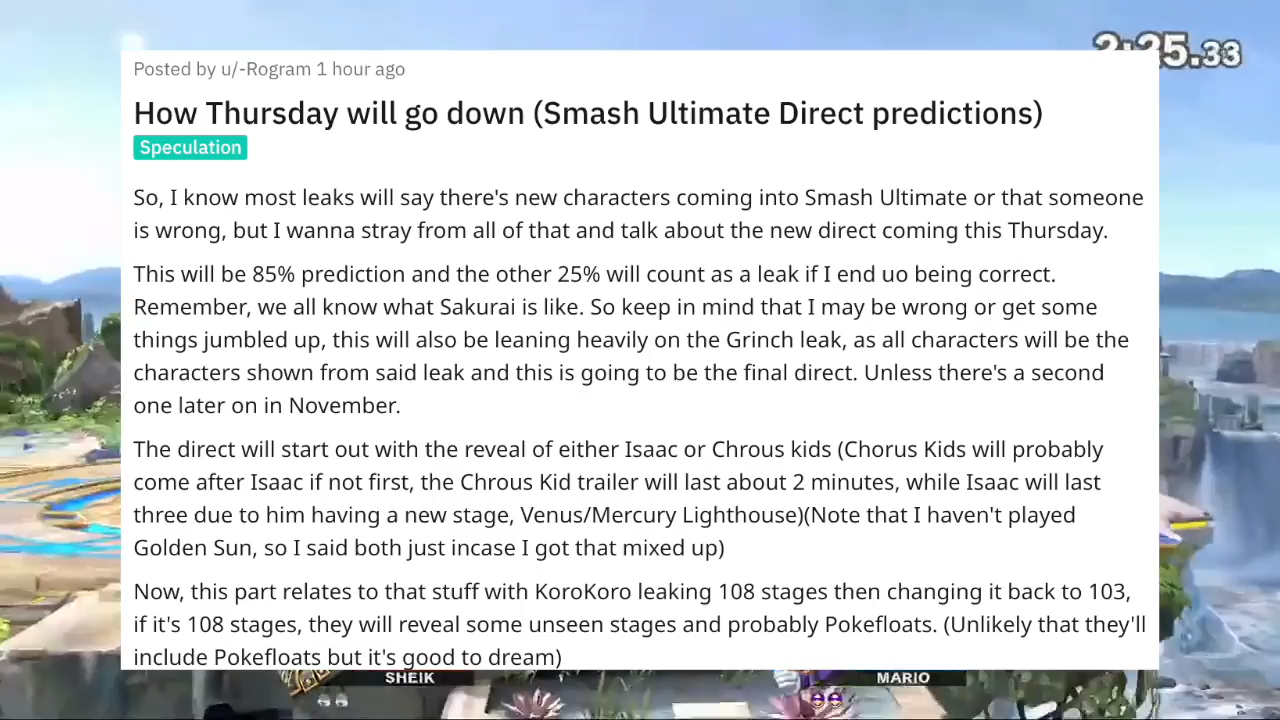 2:25.33
Posted by u/-Rogram 1 hour ago
How Thursday will go down (Smash Ultimate Direct predictions)
Speculation
So, I know most leaks will say there's new characters coming into Smash Ultimate or that someone
is wrong, but I wanna stray from all of that and talk about the new direct coming this Thursday.
This will be 85% prediction and the other 25% will count as a leak if I end uo being correct.
Remember, we all know what Sakurai is like. So keep in mind that I may be wrong or get some
things jumbled up, this will also be leaning heavily on the Grinch leak, as all characters will be the
characters shown from said leak and this is going to be the final direct. Unless there's a second
one later on in November.
The direct will start out with the reveal of either Isaac or Chrous kids (Chorus Kids will probably
come after Isaac if not first, the Chrous Kid trailer will last about 2 minutes, while Isaac will last
three due to him having a new stage, Venus/Mercury Lighthouse)(Note that I haven't played
Golden Sun, so I said both just incase I got that mixed up)
Now, this part relates to that stuff with KoroKoro leaking 108 stages then changing it back to 103,
if it's 108 stages, they will reveal some unseen stages and probably Pokefloats. (Unlikely that they'll
include Pokefloats but it's good to dream)
SHEIK
MARIO